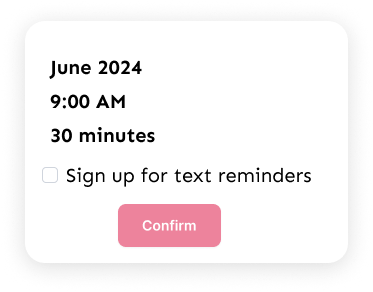 June 2024
9:00 AM
30 minutes
Sign up for text reminders
Confirm